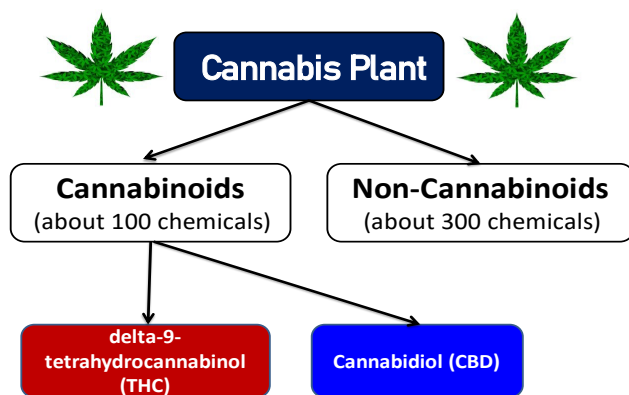 Cannabis Plant
Cannabinoids
(about 100 chemicals)
Non-Cannabinoids
(about 300 chemicals)
delta-9-
tetrahydrocannabinol
(THC)
Cannabidiol (CBD)